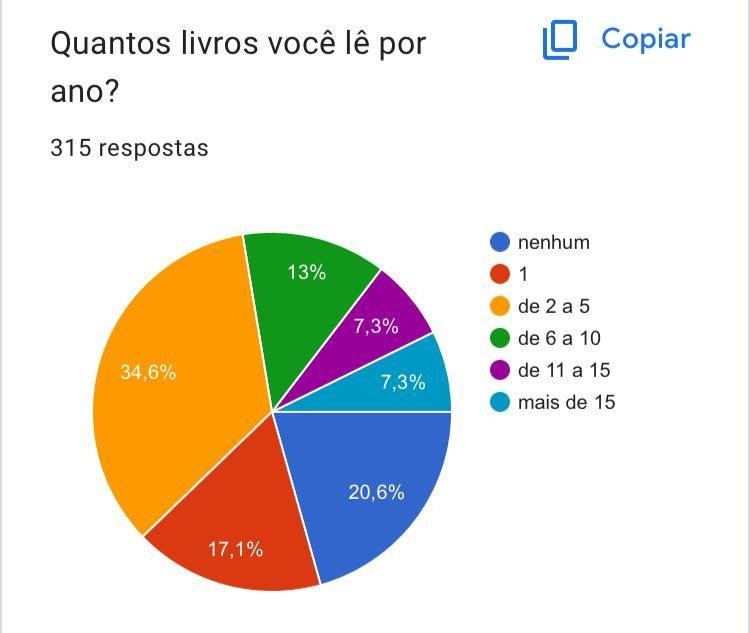 Quantos livros você lê por
ano?
Copiar
315 respostas
13%
7,3%
7,3%
34,6%
20,6%
17,1%
nenhum
1
de 2 a 5
de 6 a 10
de 11 a 15
mais de 15